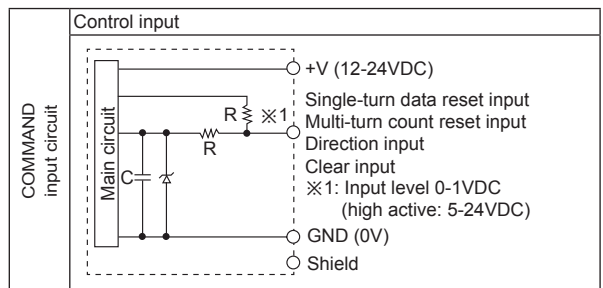 Control input
COMMAND
input circuit
Main circuit
+V (12-24VDC)
R
※1
R
C
Single-turn data reset input
Multi-turn count reset input
Direction input
Clear input
※1: Input level 0-1VDC
(high active: 5-24VDC)
GND (0V)
Shield